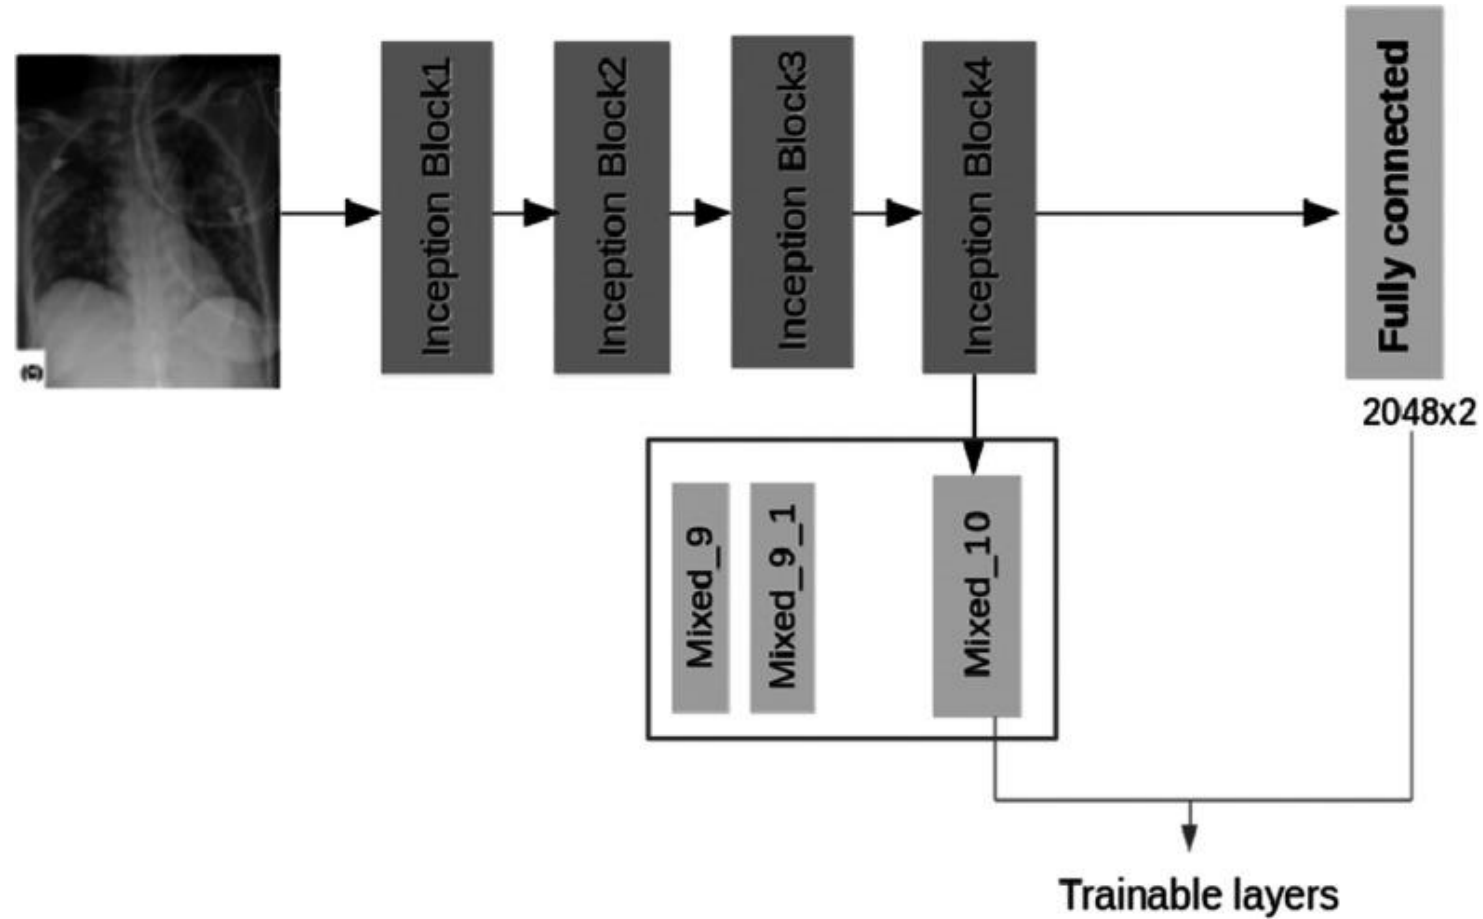 Inception Block1
Inception Block2
Inception Block3
Inception Block4
Fully connected
2048x2
Mixed_9
Mixed_9_1
Mixed_10
Trainable layers